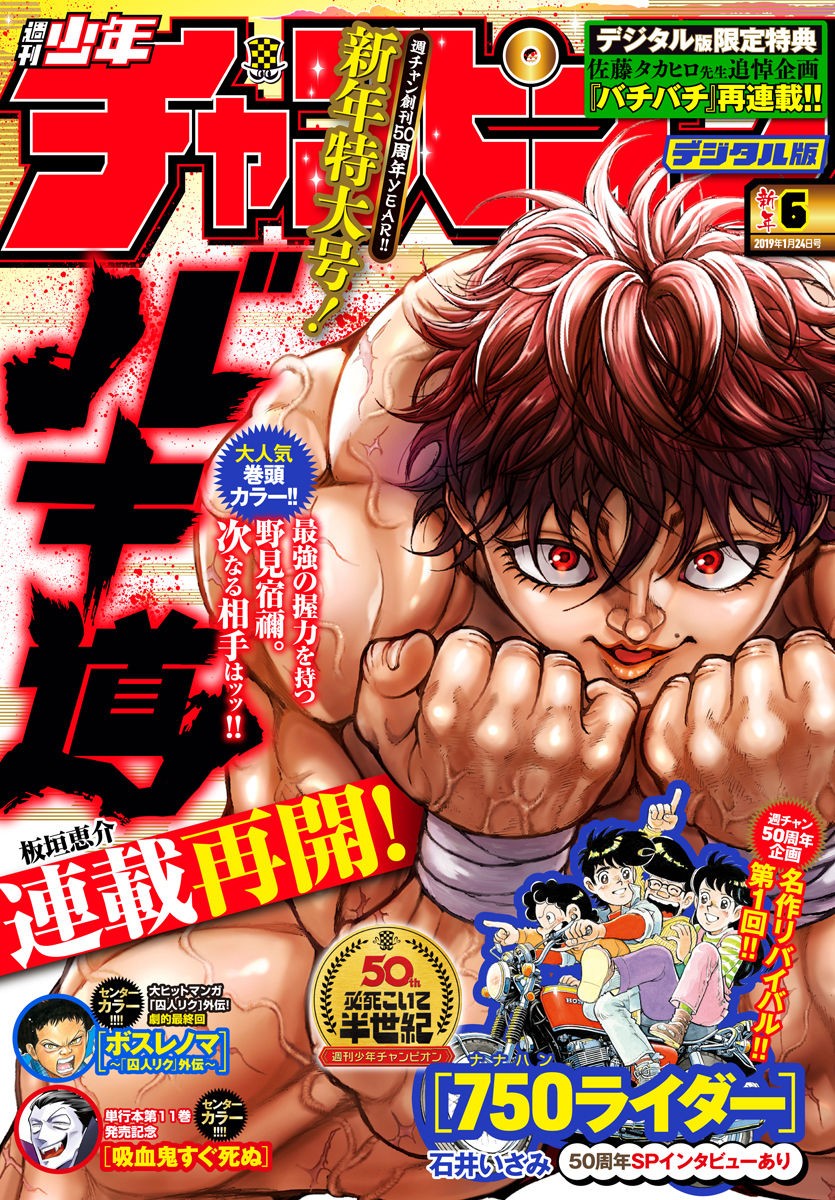 週刊
少年
チャンピオン
週チャン創刊50周年YEAR!!
新年特大号!
デジタル版限定特典
佐藤タカヒロ先生追悼企画
『バチバチ』再連載!!
デジタル版
新年
6
2019年1月24日号
バキ道
大人気
巻頭
カラー!!
最強の握力を持つ
野見宿禰。
次なる相手はッッ!!
板垣恵介
連載再開!
週チャン
50周年
企画
名作リバイバル!!
第1回!!
50th
必死こいて
半世紀
週刊少年チャンピオン
センター
カラー
!!!!
大ヒットマンガ
「囚人リク」外伝!
劇的最終回
[ボスレノマ]
～「囚人リク」外伝～
単行本第11巻
発売記念
センター
カラー
!!!!
[吸血鬼すぐ死ぬ]
ナナハン
[750ライダー]
石井いさみ
50周年SPインタビューあり